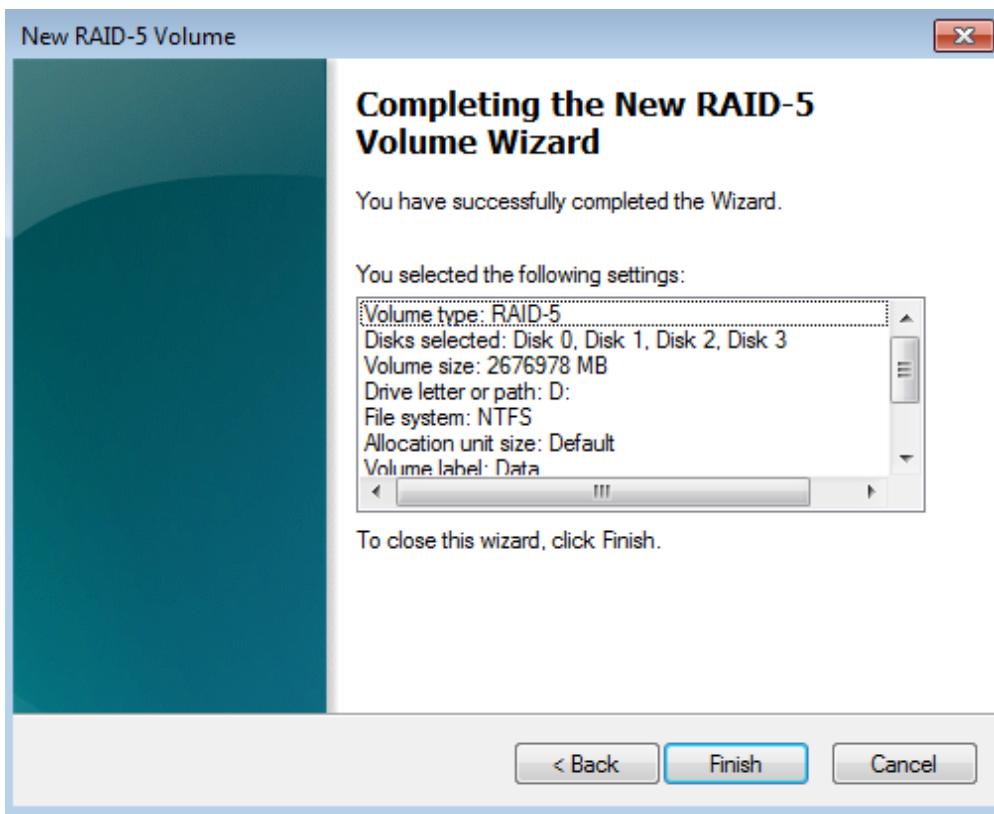 New RAID-5 Volume
Completing the New RAID-5
Volume Wizard
You have successfully completed the Wizard.
You selected the following settings:
Volume type: RAID-5
Disks selected: Disk 0, Disk 1, Disk 2, Disk 3
Volume size: 2676978 MB
Drive letter or path: D:
File system: NTFS
Allocation unit size: Default
Volume label: Data
To close this wizard, click Finish.
< Back
Finish
Cancel